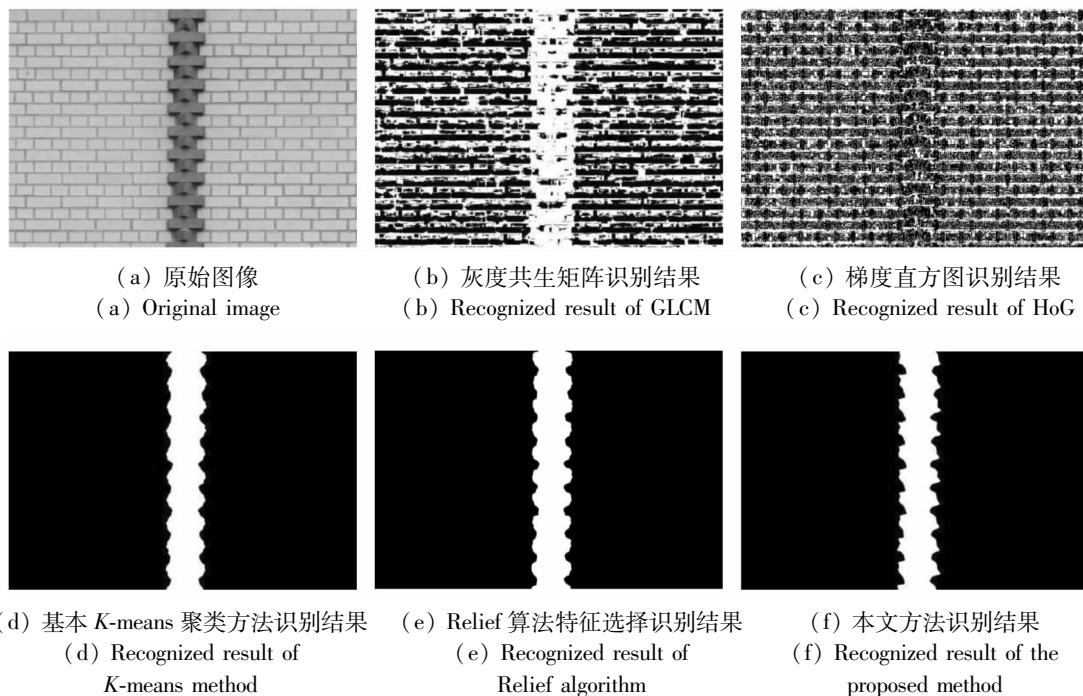 (a) 原始图像
(b) 灰度共生矩阵识别结果
(c) 梯度直方图识别结果
(a) Original image
(b) Recognized result of GLCM
(c) Recognized result of HoG
(d) 基本 K-means 聚类方法识别结果
(e) Relief 算法特征选择识别结果
(f) 本文方法识别结果
(d) Recognized result of
K-means method
(e) Recognized result of
Relief algorithm
(f) Recognized result of the
proposed method